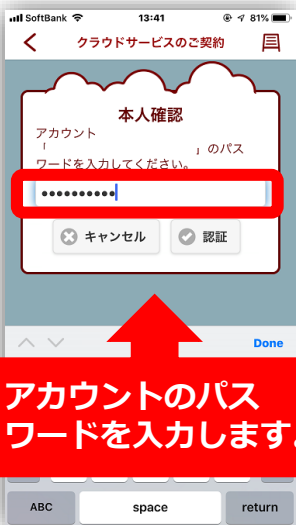 SoftBank 13:41 81%
クラウドサービスのご契約
本人確認
アカウント
「 」のパス
ワードを入力してください。
••••••••••
キャンセル 認証
Done
アカウントのパス
ワードを入力します。
ABC space return